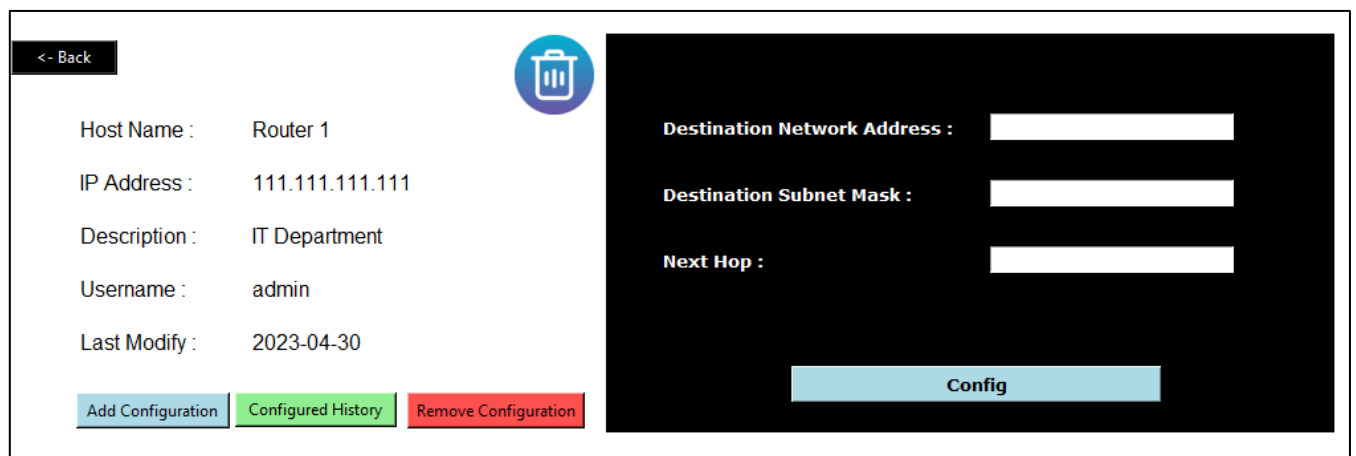 <- Back
Host Name : Router 1
IP Address : 111.111.111.111
Description : IT Department
Username : admin
Last Modify : 2023-04-30
Add Configuration
Configured History
Remove Configuration
Destination Network Address :
Destination Subnet Mask :
Next Hop :
Config